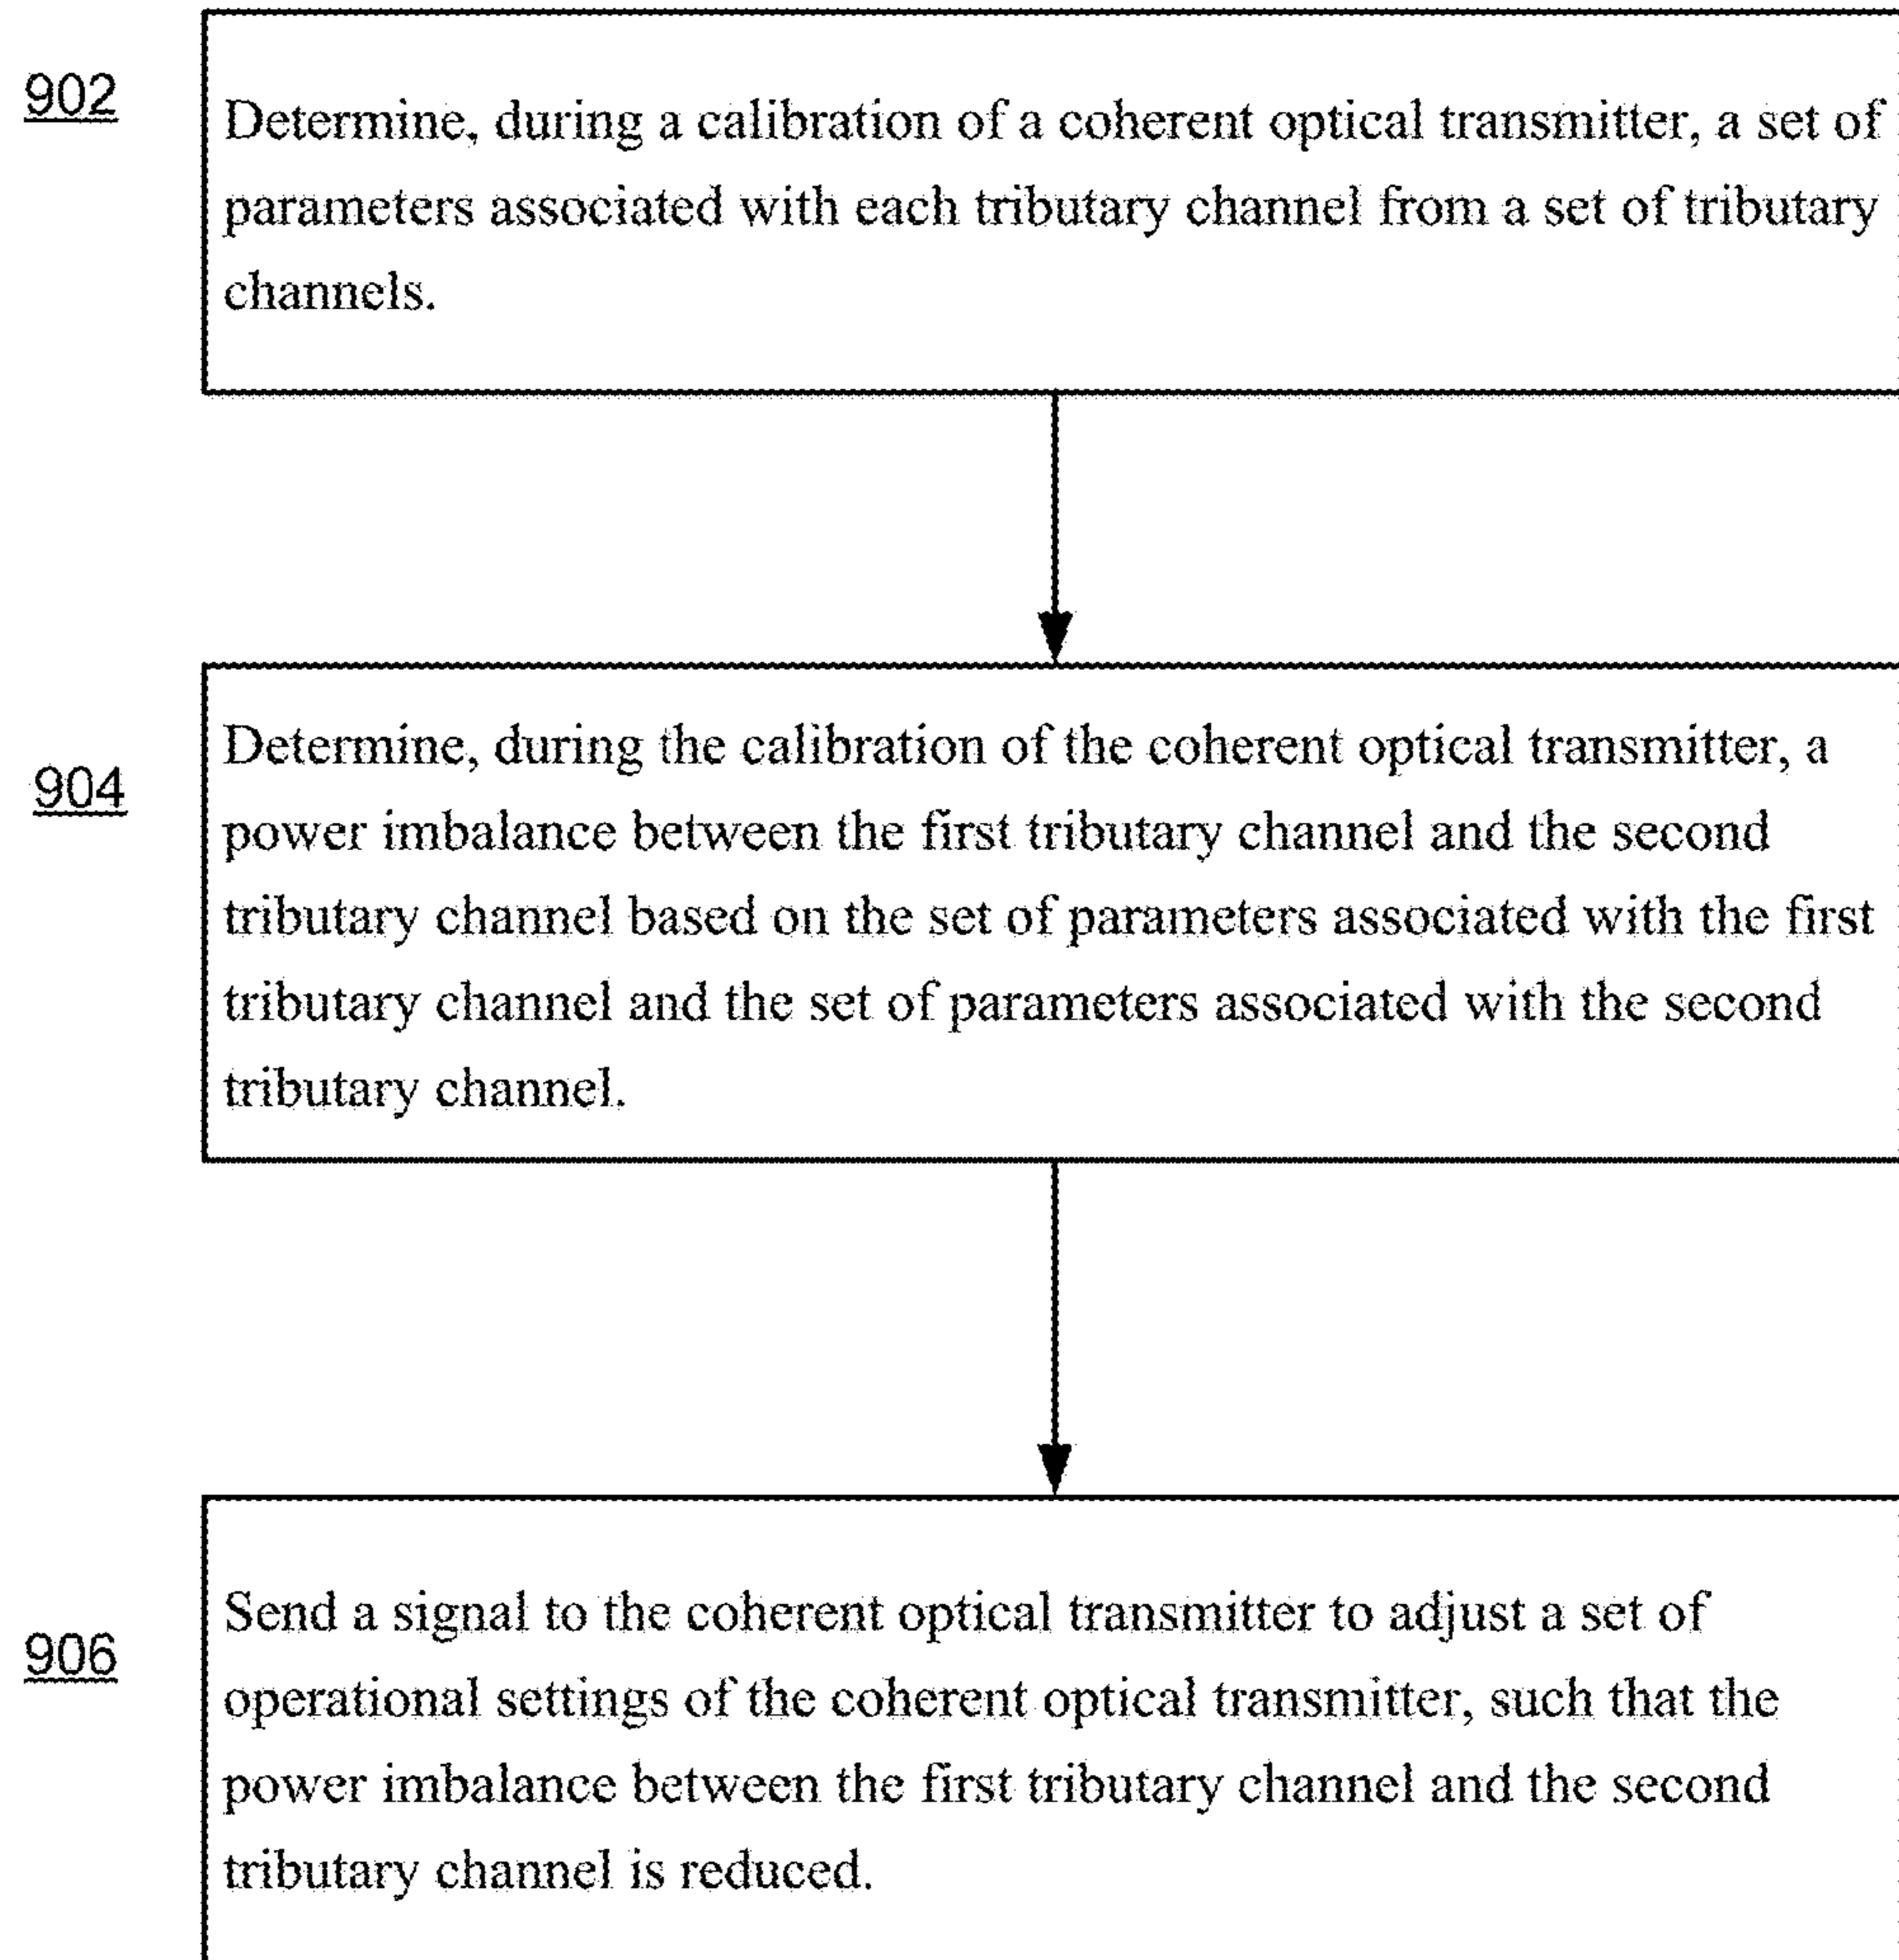 902
Determine, during a calibration of a coherent optical transmitter, a set of
parameters associated with each tributary channel from a set of tributary
channels.
904
Determine, during the calibration of the coherent optical transmitter, a
power imbalance between the first tributary channel and the second
tributary channel based on the set of parameters associated with the first
tributary channel and the set of parameters associated with the second
tributary channel.
906
Send a signal to the coherent optical transmitter to adjust a set of
operational settings of the coherent optical transmitter, such that the
power imbalance between the first tributary channel and the second
tributary channel is reduced.